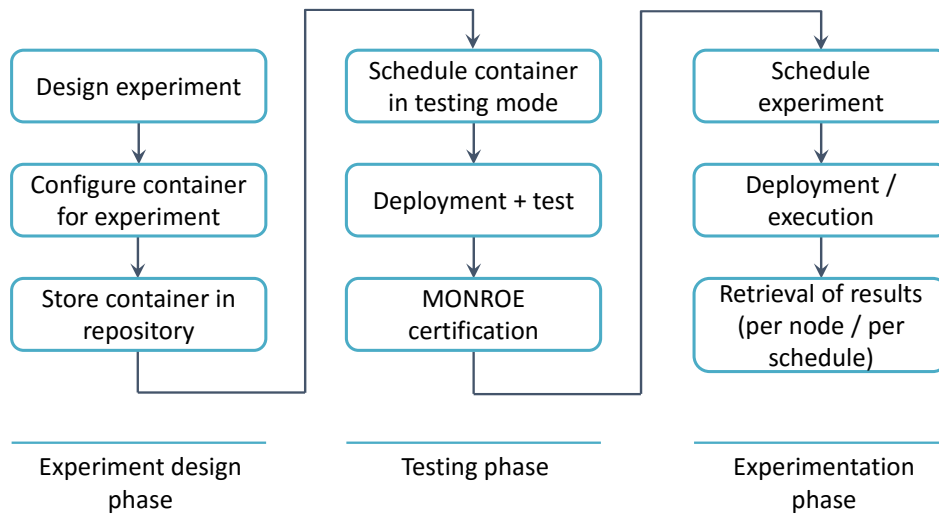 Design experiment
Configure container
for experiment
Store container in
repository
Experiment design
phase
Schedule container
in testing mode
Deployment + test
MONROE
certification
Testing phase
Schedule
experiment
Deployment /
execution
Retrieval of results
(per node / per
schedule)
Experimentation
phase